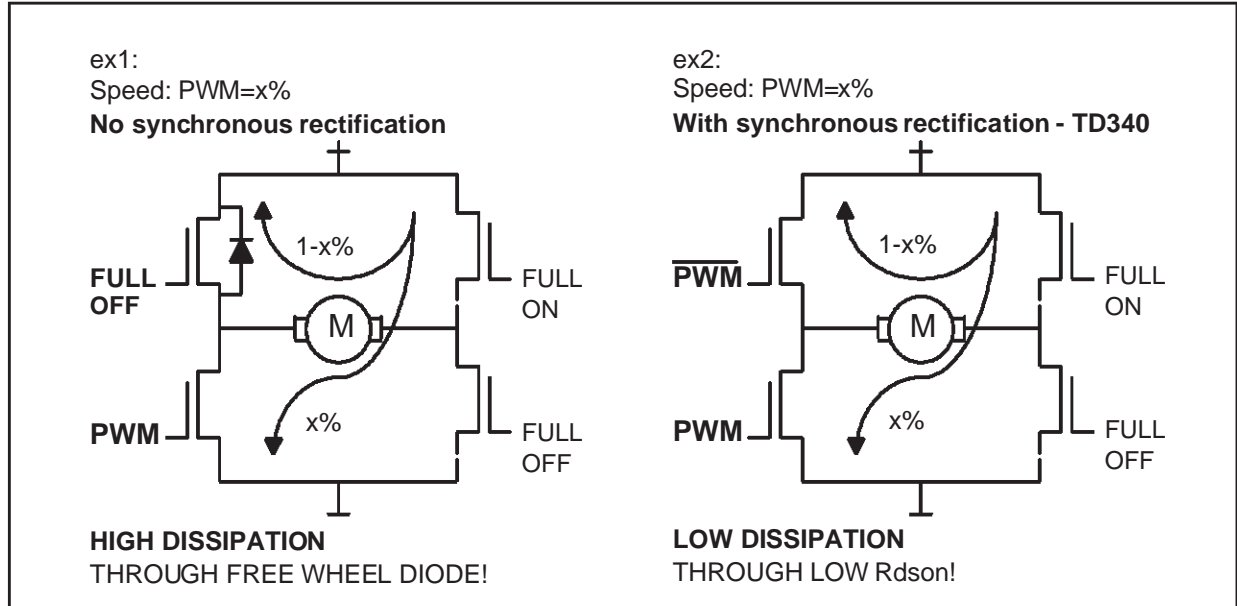 ex1:
Speed: PWM=x%
No synchronous rectification
1-x%
FULL
OFF
FULL
ON
M
PWM
x%
FULL
OFF
HIGH DISSIPATION
THROUGH FREE WHEEL DIODE!
ex2:
Speed: PWM=x%
With synchronous rectification - TD340
1-x%
P̅W̅M̅
FULL
ON
M
PWM
x%
FULL
OFF
LOW DISSIPATION
THROUGH LOW Rdson!